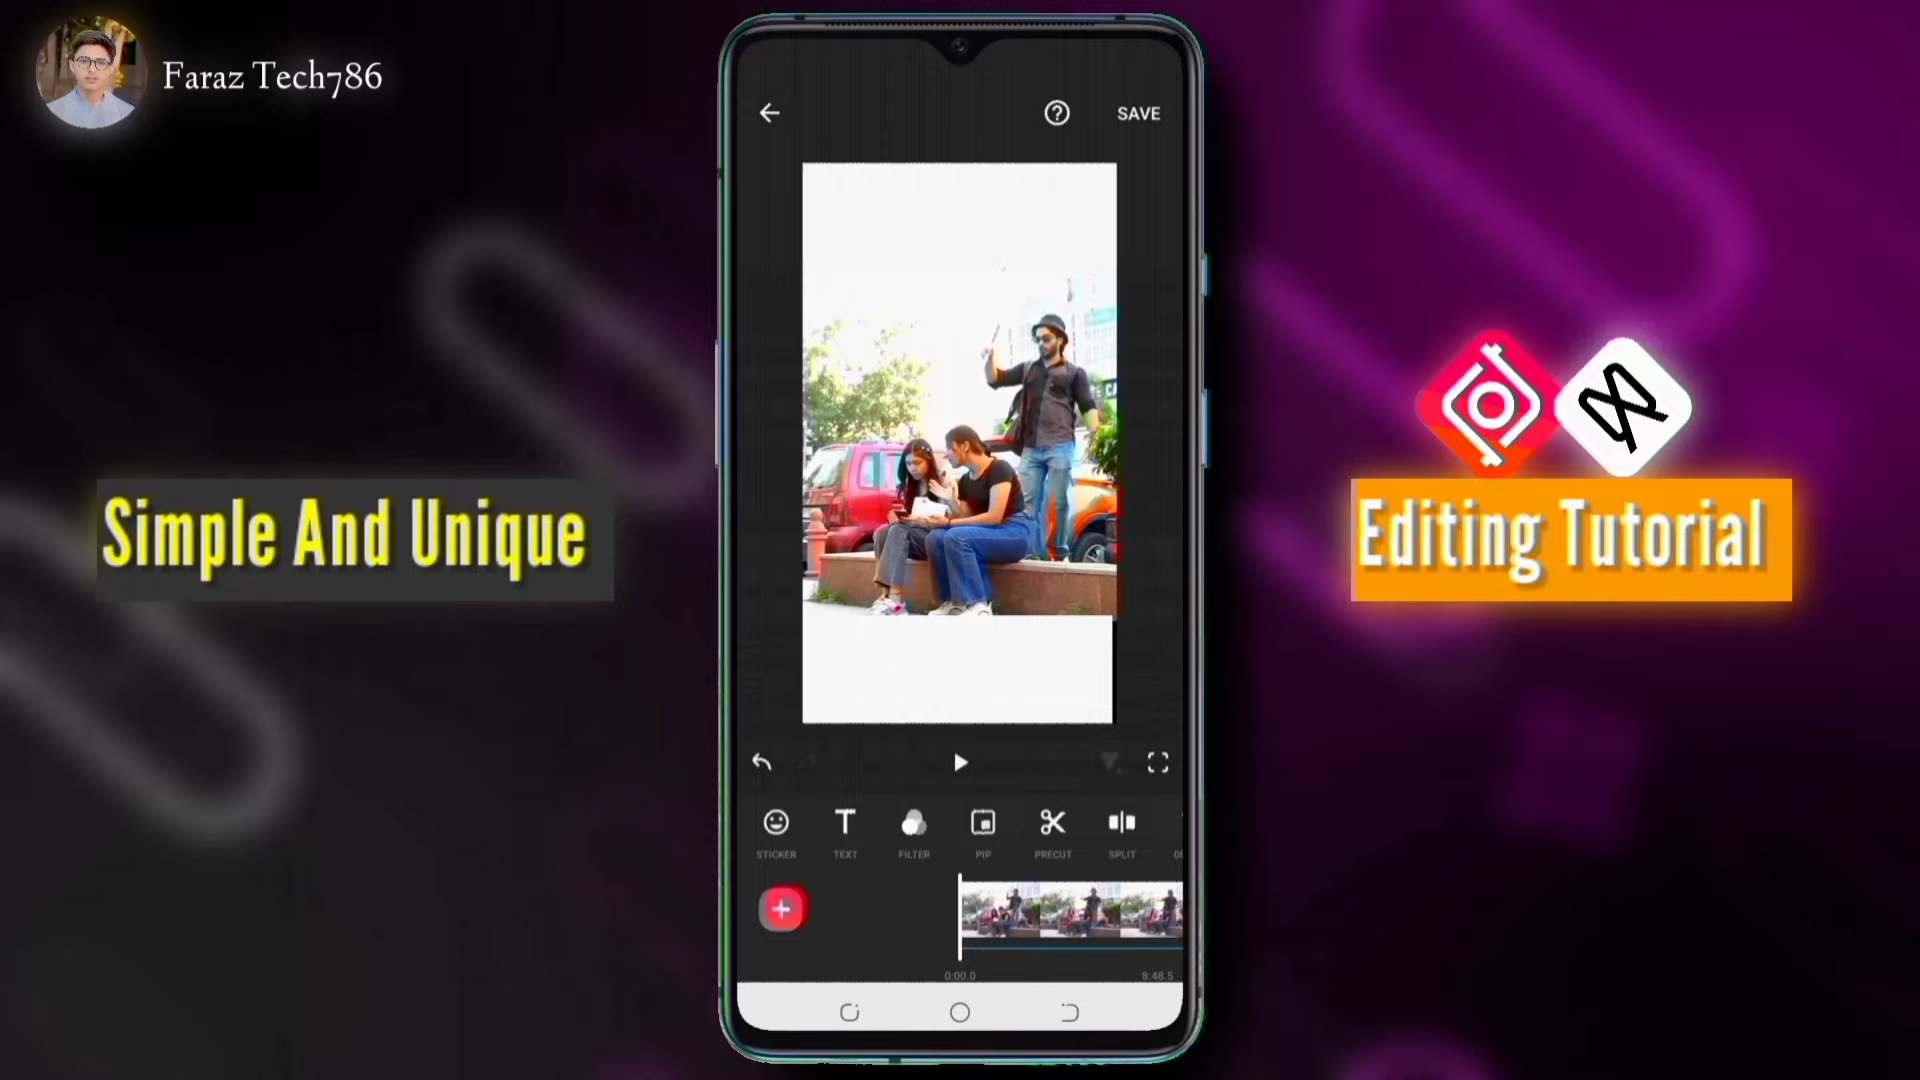 Faraz Tech786
SAVE
Simple And Unique
Editing Tutorial
STICKER TEXT FILTER PIP PRECUT SPLIT
0:00.0 8:48.5